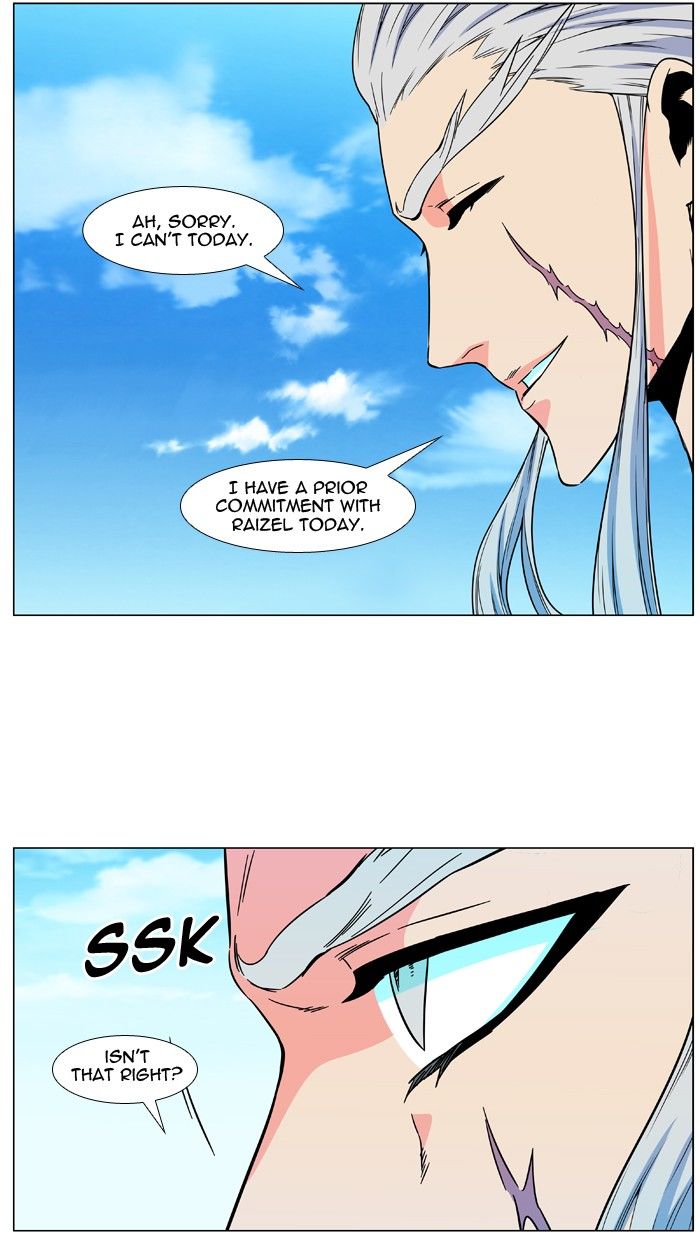 AH, SORRY.
I CAN'T TODAY.
I HAVE A PRIOR
COMMITMENT WITH
RAIZEL TODAY.
SSK
ISN'T
THAT RIGHT?